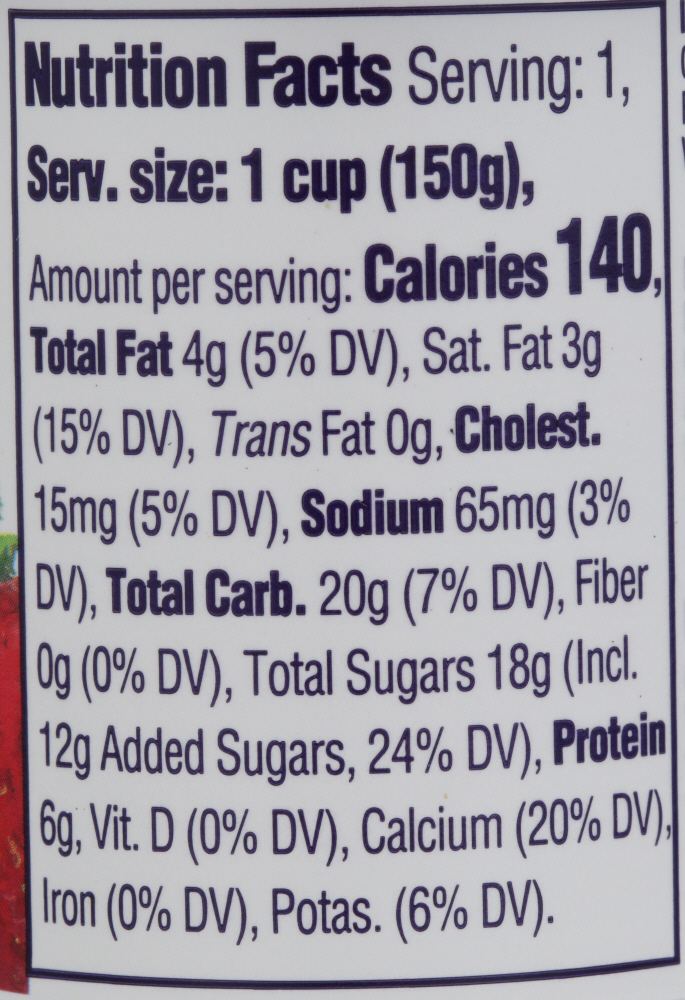 Nutrition Facts Serving: 1,
Serv. size: 1 cup (150g),
Amount per serving: Calories 140,
Total Fat 4g (5% DV), Sat. Fat 3g
(15% DV), Trans Fat 0g, Cholest.
15mg (5% DV), Sodium 65mg (3%
DV), Total Carb. 20g (7% DV), Fiber
0g (0% DV), Total Sugars 18g (Incl.
12g Added Sugars, 24% DV), Protein
6g, Vit. D (0% DV), Calcium (20% DV),
Iron (0% DV), Potas. (6% DV).